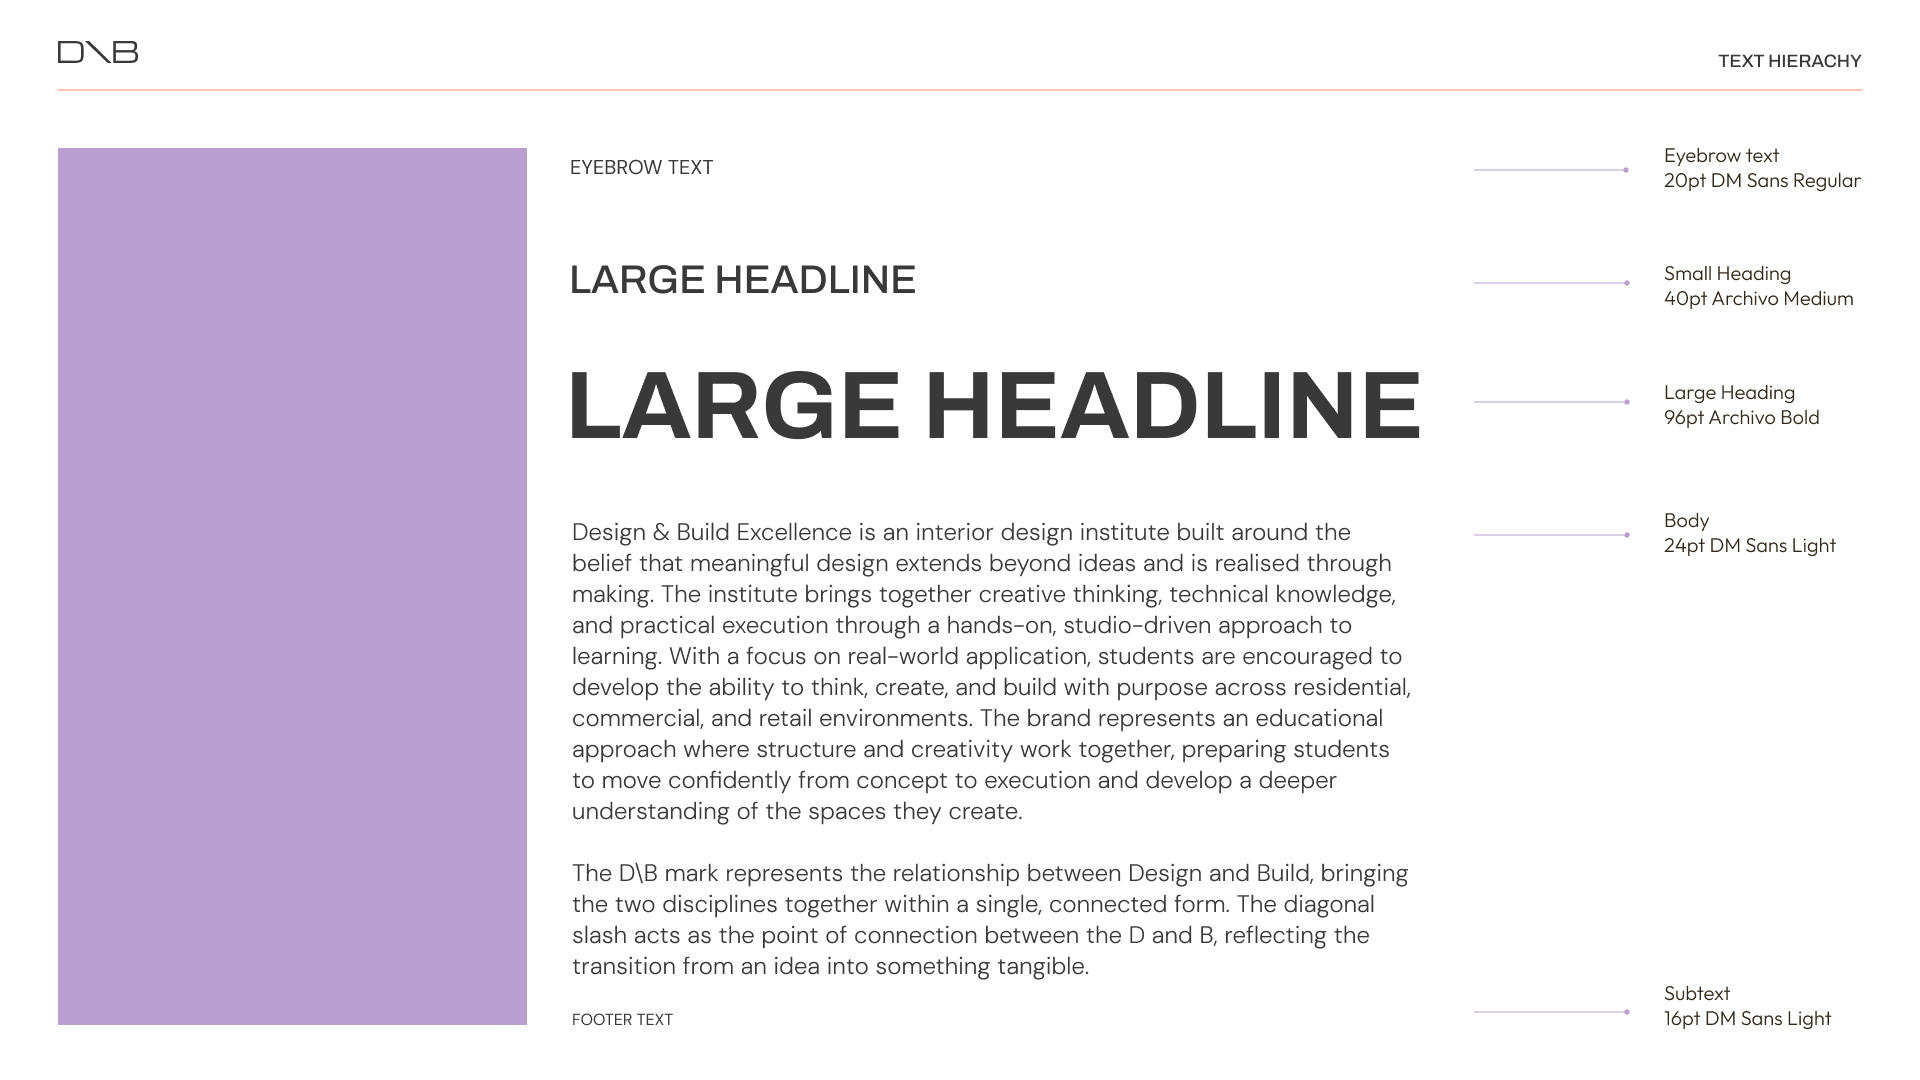 D\B
TEXT HIERACHY
EYEBROW TEXT
Eyebrow text
20pt DM Sans Regular
LARGE HEADLINE
Small Heading
40pt Archivo Medium
LARGE HEADLINE
Large Heading
96pt Archivo Bold
Design & Build Excellence is an interior design institute built around the
belief that meaningful design extends beyond ideas and is realised through
making. The institute brings together creative thinking, technical knowledge,
and practical execution through a hands-on, studio-driven approach to
learning. With a focus on real-world application, students are encouraged to
develop the ability to think, create, and build with purpose across residential,
commercial, and retail environments. The brand represents an educational
approach where structure and creativity work together, preparing students
to move confidently from concept to execution and develop a deeper
understanding of the spaces they create.
The D\B mark represents the relationship between Design and Build, bringing
the two disciplines together within a single, connected form. The diagonal
slash acts as the point of connection between the D and B, reflecting the
transition from an idea into something tangible.
Body
24pt DM Sans Light
FOOTER TEXT
Subtext
16pt DM Sans Light